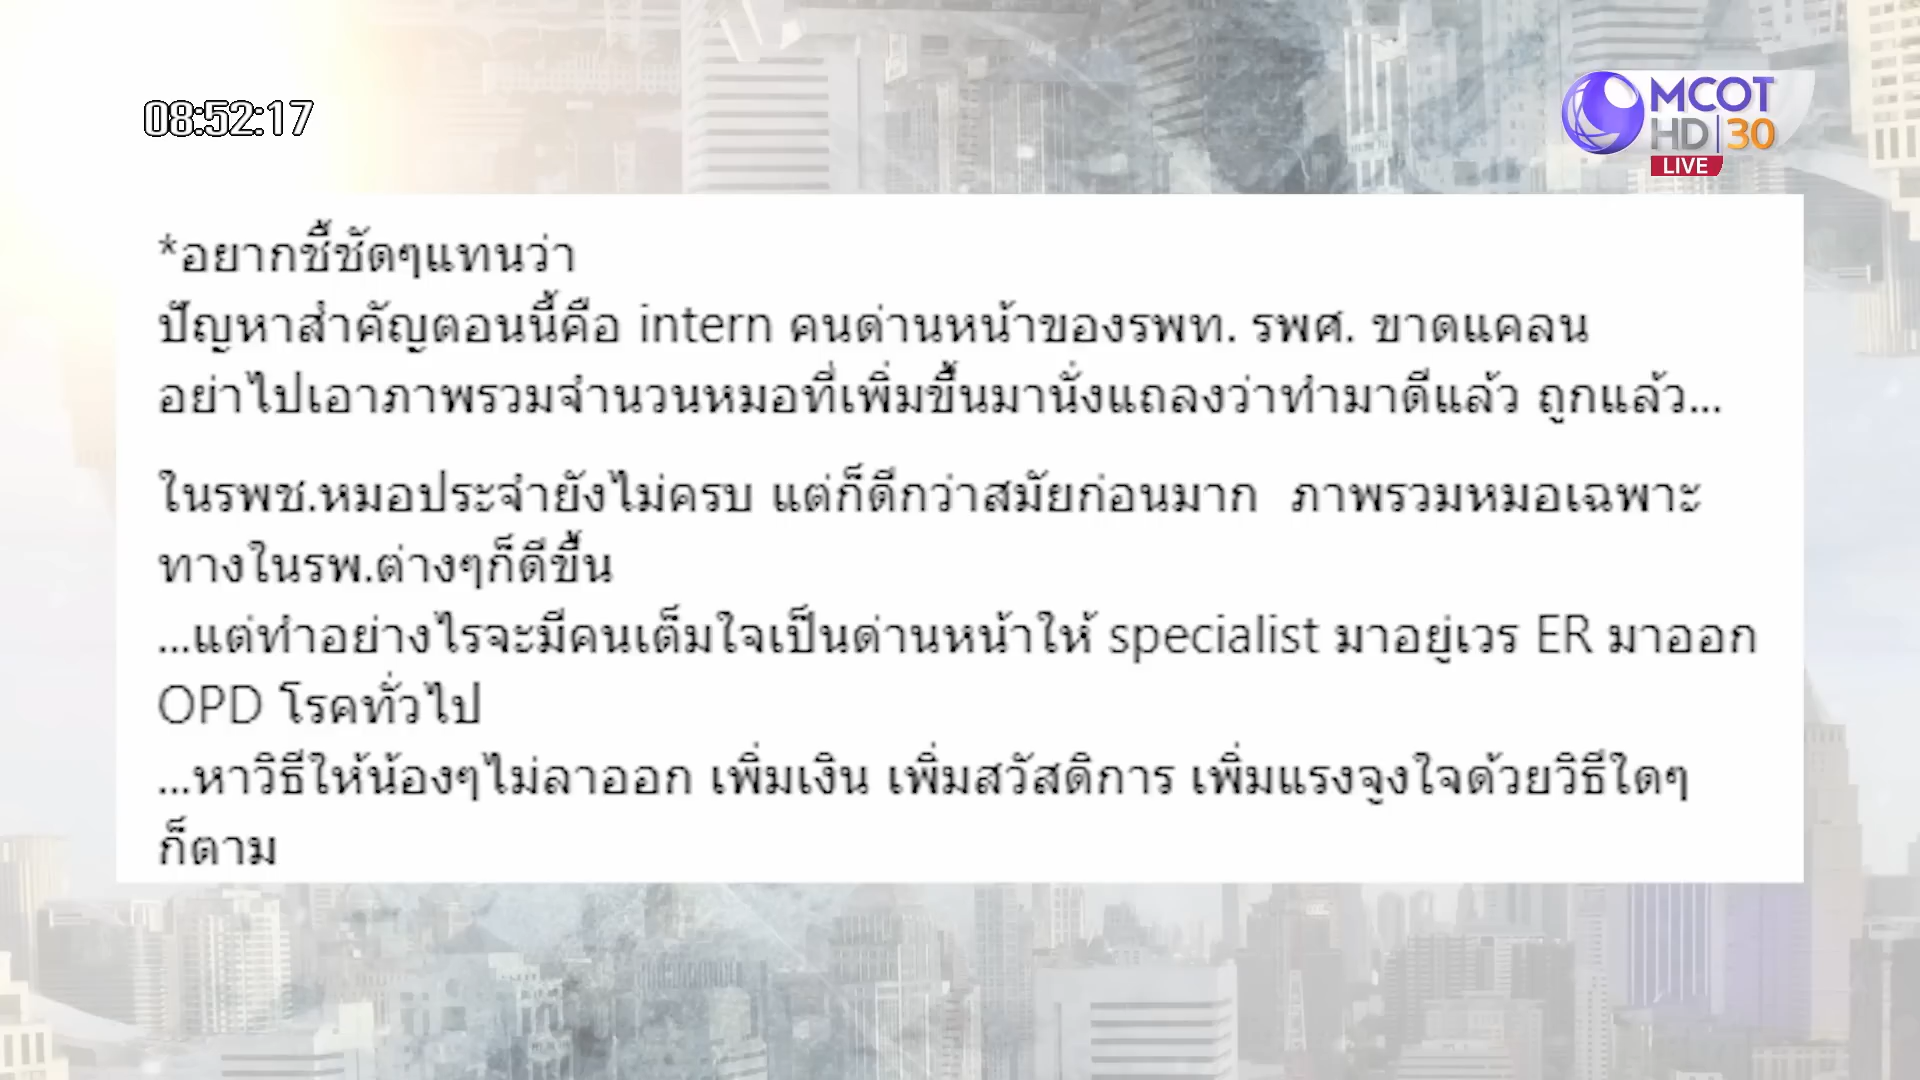 08:52:17
MCOT
HD 30
LIVE
*อยากชี้ชัดๆแทนว่า
ปัญหาสำคัญตอนนี้คือ intern คนด่านหน้าของรพท. รพศ. ขาดแคลน
อย่าไปเอาภาพรวมจำนวนหมอที่เพิ่มขึ้นมานั่งแถลงว่าทำมาดีแล้ว ถูกแล้ว...
ในรพช.หมอประจำยังไม่ครบ แต่ก็ดีกว่าสมัยก่อนมาก ภาพรวมหมอเฉพาะ
ทางในรพ.ต่างๆก็ดีขึ้น
...แต่ทำอย่างไรจะมีคนเต็มใจเป็นด่านหน้าให้ specialist มาอยู่เวร ER มาออก
OPD โรคทั่วไป
...หาวิธีให้น้องๆไม่ลาออก เพิ่มเงิน เพิ่มสวัสดิการ เพิ่มแรงจูงใจด้วยวิธีใดๆ
ก็ตาม